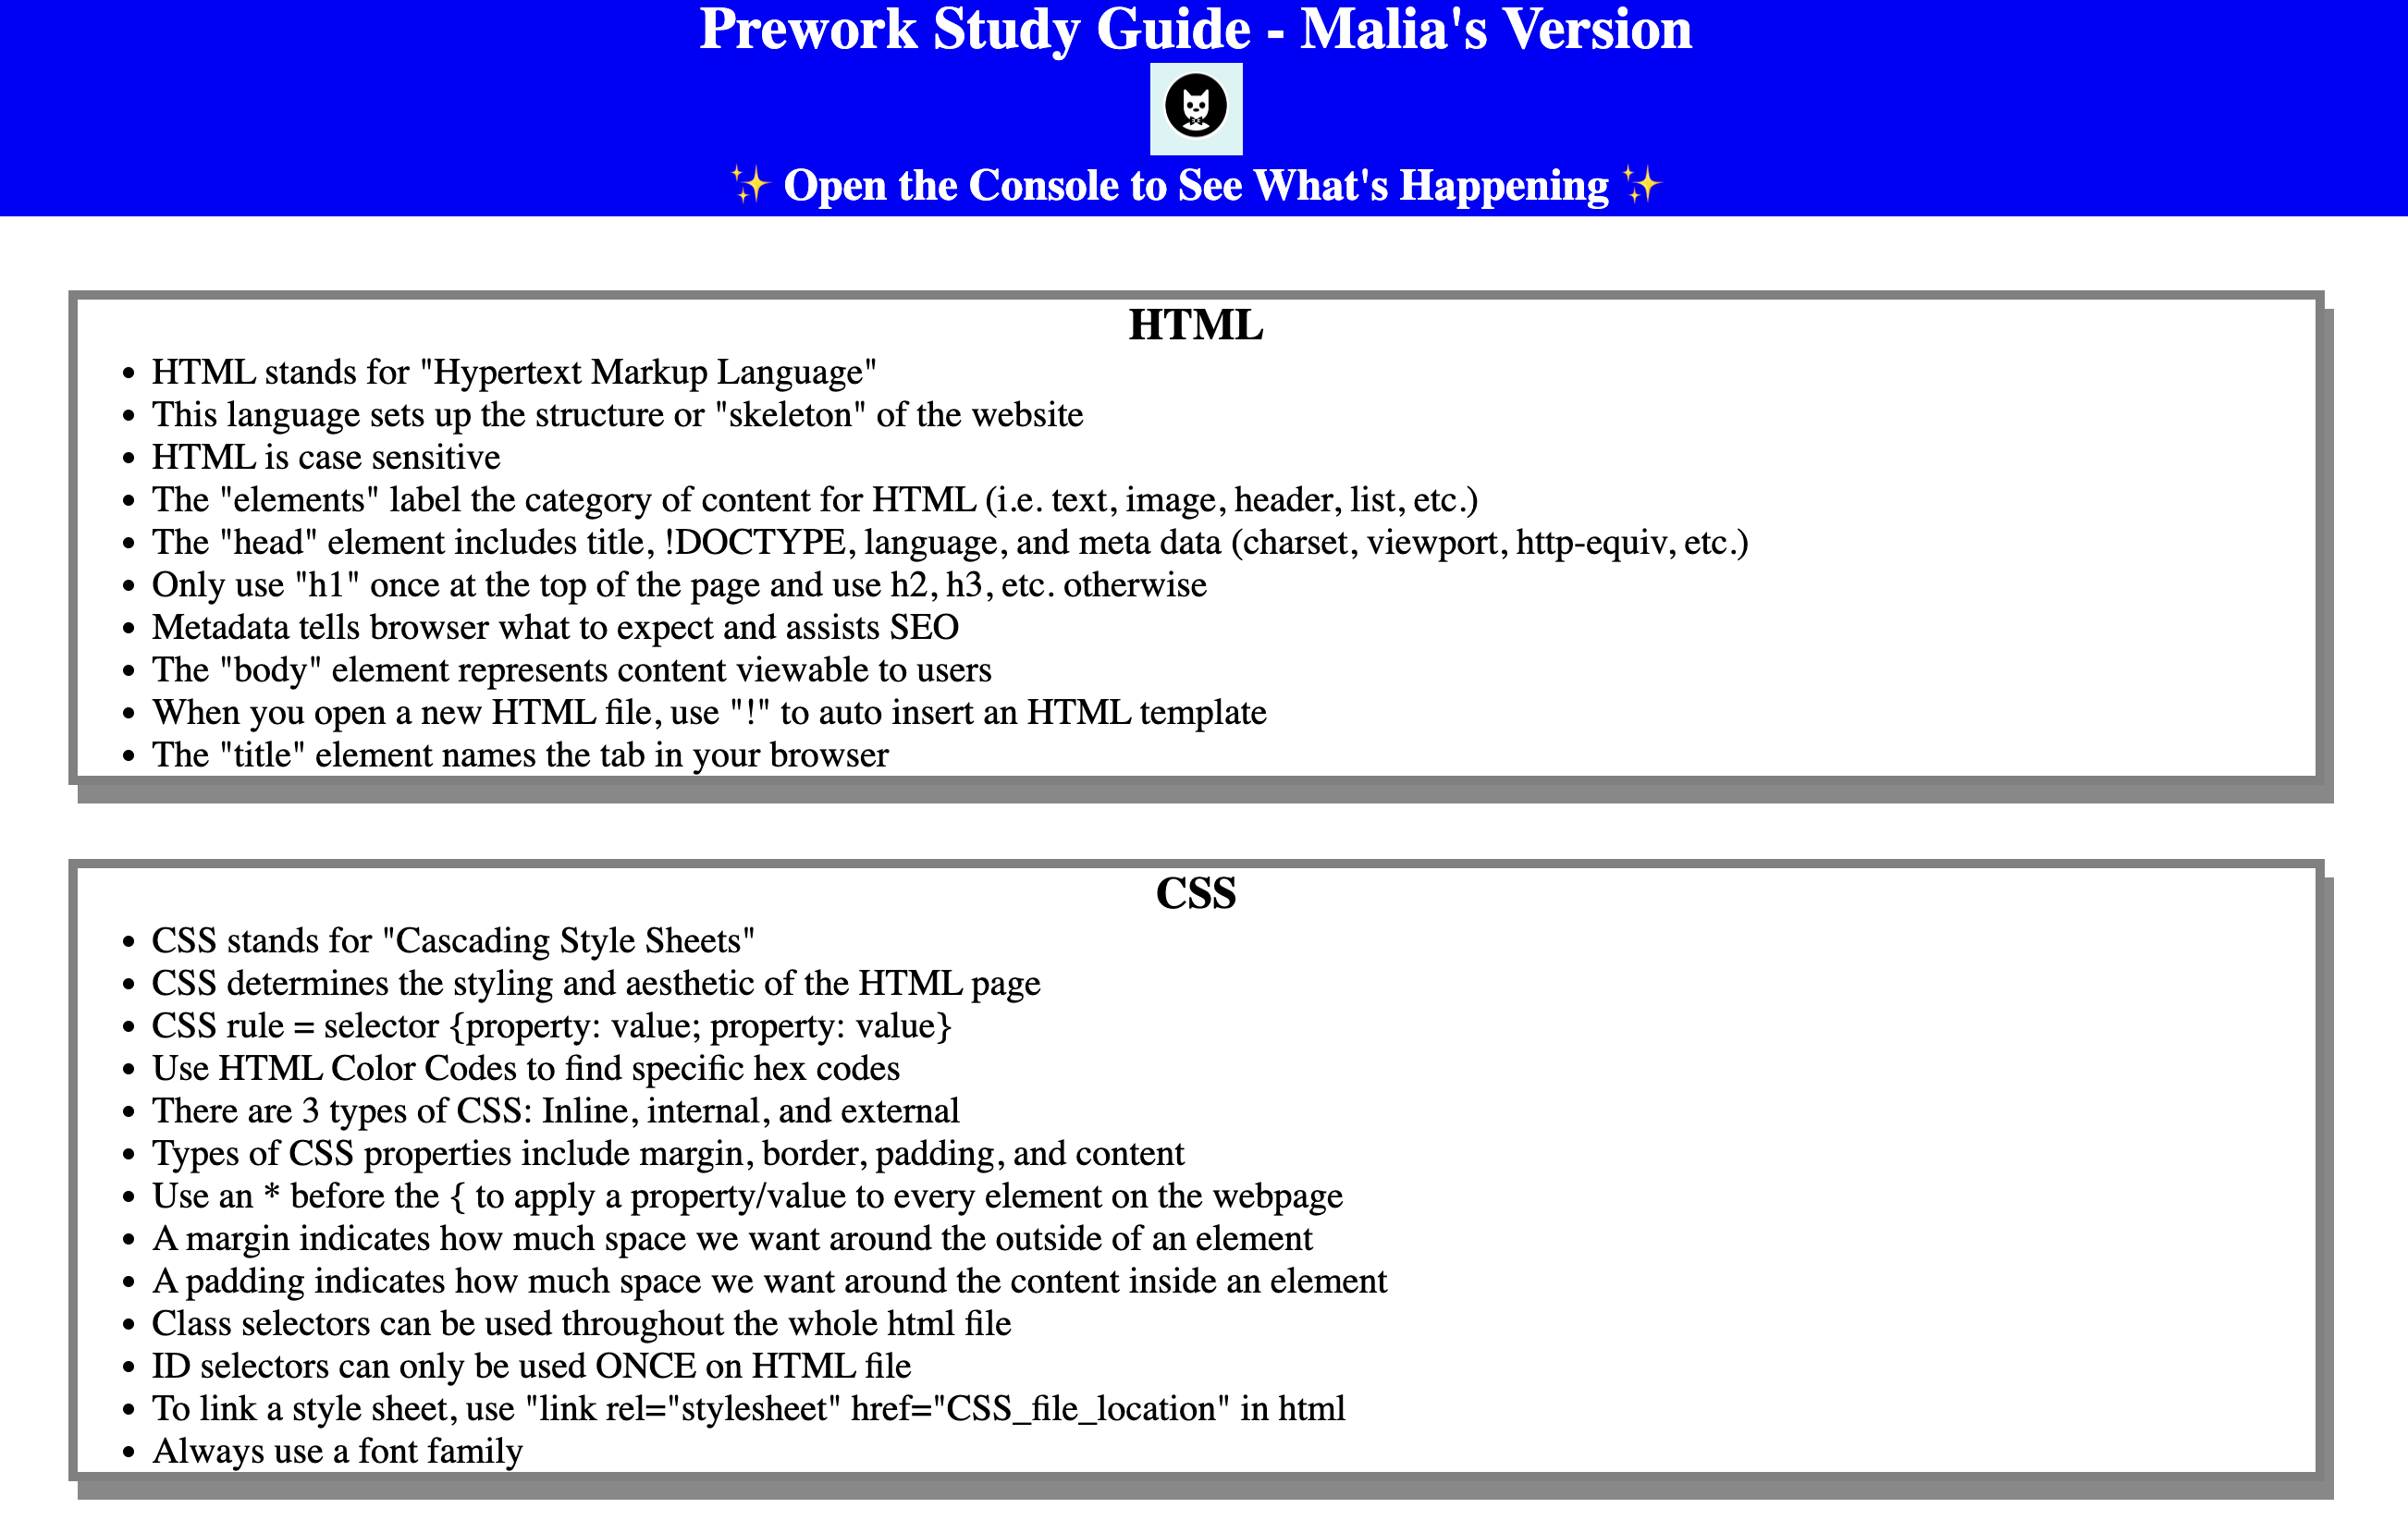 Prework Study Guide - Malia's Version
✨ Open the Console to See What's Happening ✨
HTML
• HTML stands for "Hypertext Markup Language"
• This language sets up the structure or "skeleton" of the website
• HTML is case sensitive
• The "elements" label the category of content for HTML (i.e. text, image, header, list, etc.)
• The "head" element includes title, !DOCTYPE, language, and meta data (charset, viewport, http-equiv, etc.)
• Only use "h1" once at the top of the page and use h2, h3, etc. otherwise
• Metadata tells browser what to expect and assists SEO
• The "body" element represents content viewable to users
• When you open a new HTML file, use "!" to auto insert an HTML template
• The "title" element names the tab in your browser
CSS
• CSS stands for "Cascading Style Sheets"
• CSS determines the styling and aesthetic of the HTML page
• CSS rule = selector {property: value; property: value}
• Use HTML Color Codes to find specific hex codes
• There are 3 types of CSS: Inline, internal, and external
• Types of CSS properties include margin, border, padding, and content
• Use an * before the { to apply a property/value to every element on the webpage
• A margin indicates how much space we want around the outside of an element
• A padding indicates how much space we want around the content inside an element
• Class selectors can be used throughout the whole html file
• ID selectors can only be used ONCE on HTML file
• To link a style sheet, use "link rel="stylesheet" href="CSS_file_location" in html
• Always use a font family